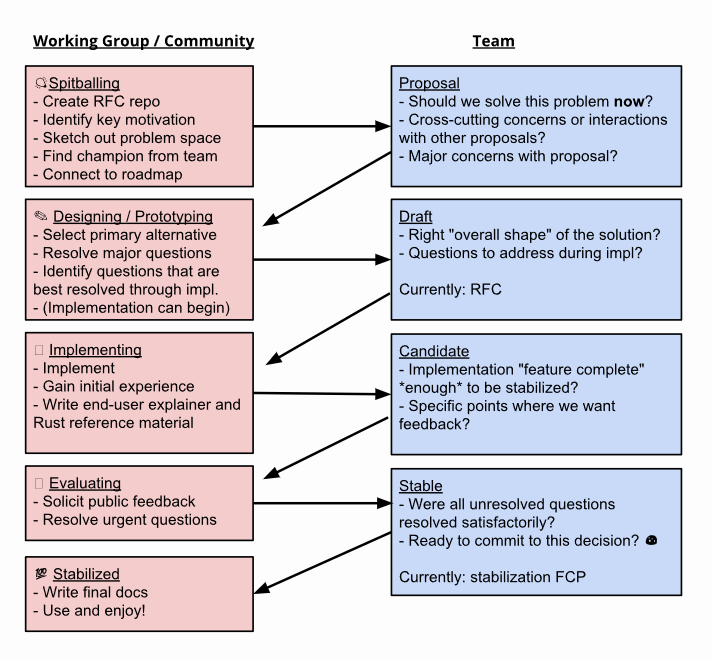 Working Group / Community
Team
Spitballing
- Create RFC repo
- Identify key motivation
- Sketch out problem space
- Find champion from team
- Connect to roadmap
Proposal
- Should we solve this problem now?
- Cross-cutting concerns or interactions
with other proposals?
- Major concerns with proposal?
✎ Designing / Prototyping
- Select primary alternative
- Resolve major questions
- Identify questions that are
best resolved through impl.
- (Implementation can begin)
Draft
- Right "overall shape" of the solution?
- Questions to address during impl?
Currently: RFC
Implementing
- Implement
- Gain initial experience
- Write end-user explainer and
Rust reference material
Candidate
- Implementation "feature complete"
*enough* to be stabilized?
- Specific points where we want
feedback?
Evaluating
- Solicit public feedback
- Resolve urgent questions
Stable
- Were all unresolved questions
resolved satisfactorily?
- Ready to commit to this decision?
Currently: stabilization FCP
💯 Stabilized
- Write final docs
- Use and enjoy!